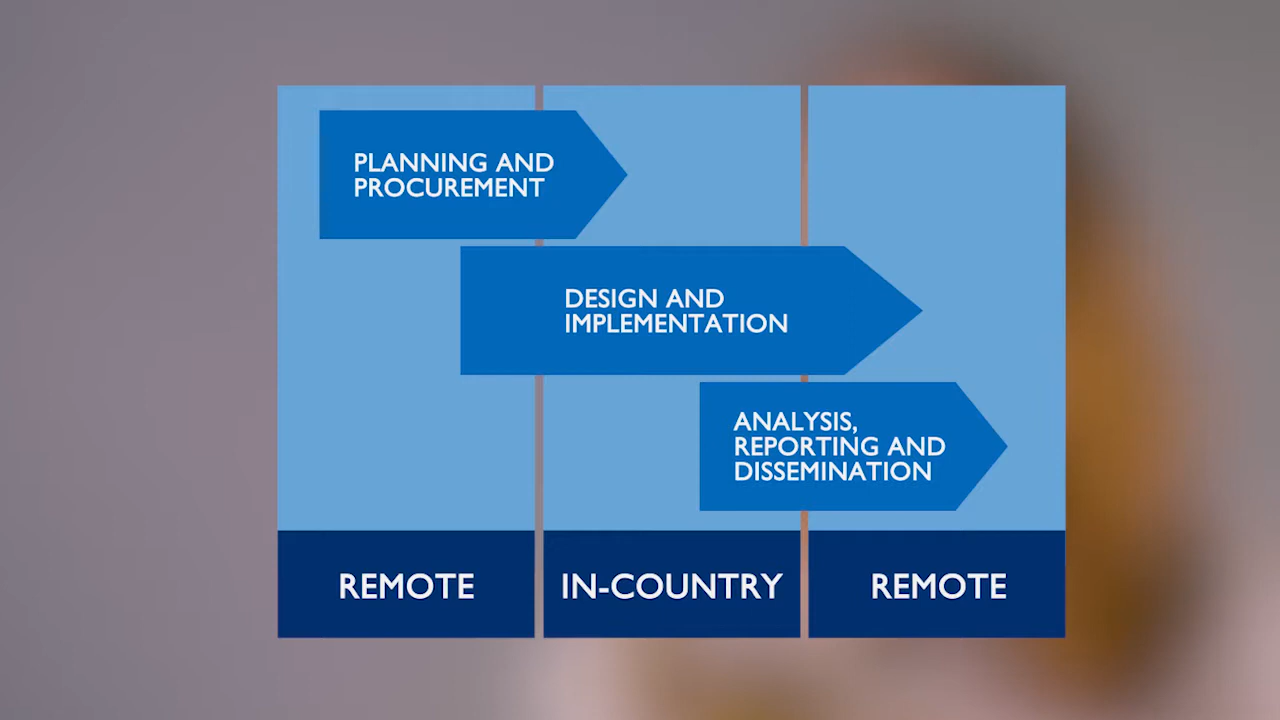 PLANNING AND
PROCUREMENT
DESIGN AND
IMPLEMENTATION
ANALYSIS,
REPORTING AND
DISSEMINATION
REMOTE
IN-COUNTRY
REMOTE